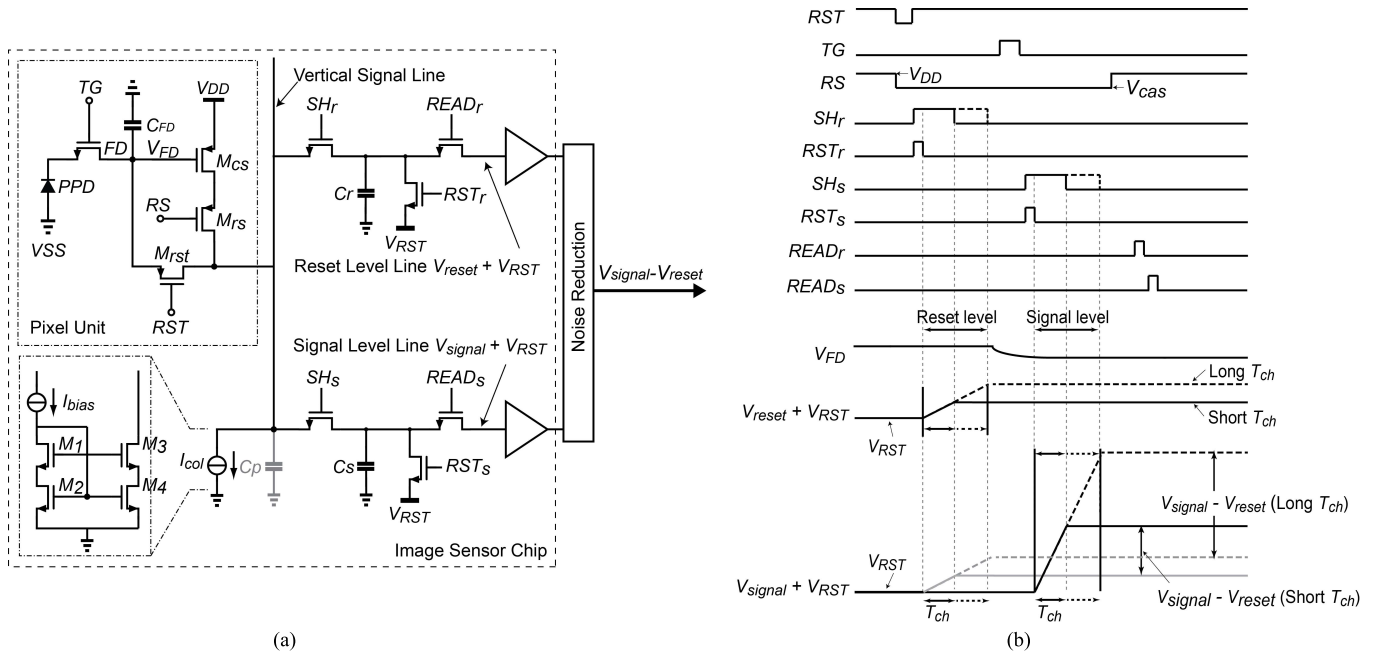 TG
VDD
CFD
FD
VFD
Mcs
PPD
RS
Mrs
VSS
Mrst
RST
Pixel Unit
Vertical Signal Line
SHr
READr
Cr
RSTr
VRST
Reset Level Line Vreset + VRST
Signal Level Line Vsignal + VRST
SHs
READs
Cs
RSTs
VRST
Image Sensor Chip
Ibias
M1
M3
M2
M4
Icol
Cp
Noise Reduction
Vsignal-Vreset
(a)
RST
TG
RS
VDD
Vcas
SHr
RSTr
SHs
RSTs
READr
READs
Reset level
Signal level
VFD
Long Tch
Vreset + VRST
Short Tch
VRST
Vsignal - Vreset (Long Tch)
VRST
Vsignal + VRST
Vsignal - Vreset (Short Tch)
Tch
Tch
(b)